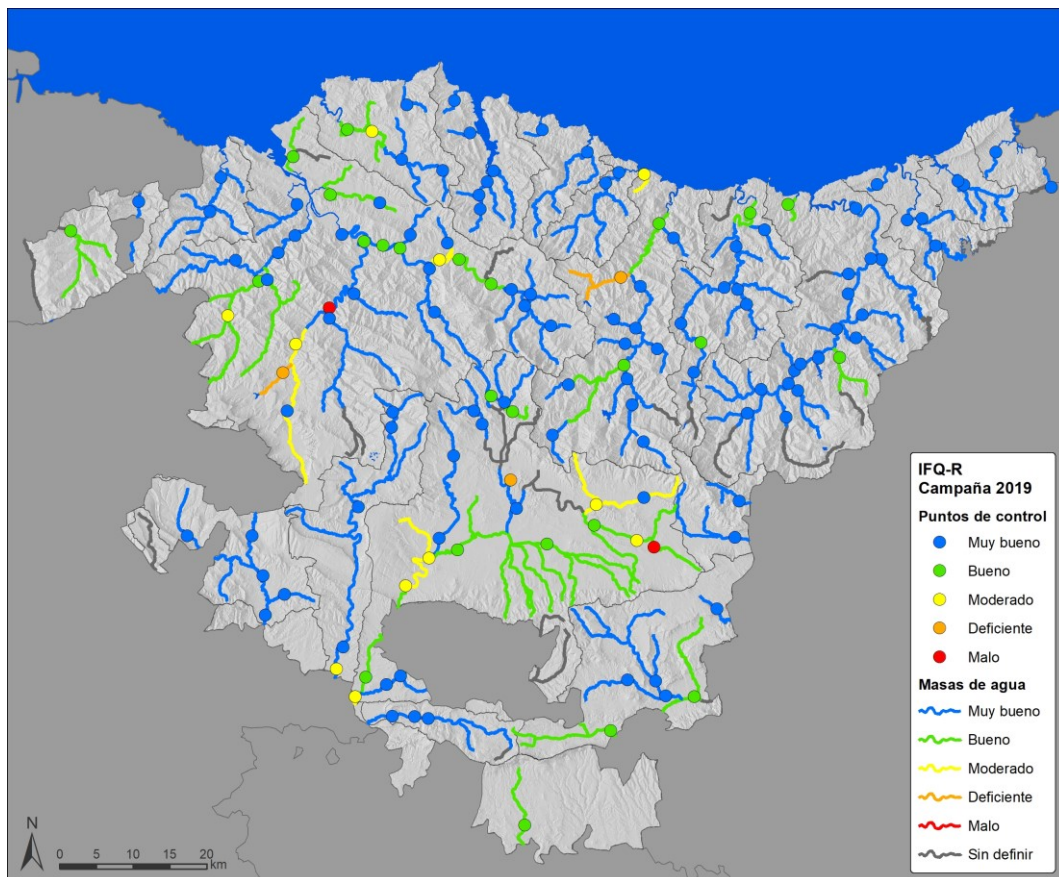 IFQ-R
Campaña 2019
Puntos de control
Muy bueno
Bueno
Moderado
Deficiente
Malo
Masas de agua
Muy bueno
Bueno
Moderado
Deficiente
Malo
Sin definir
N
0 5 10 15 20
km